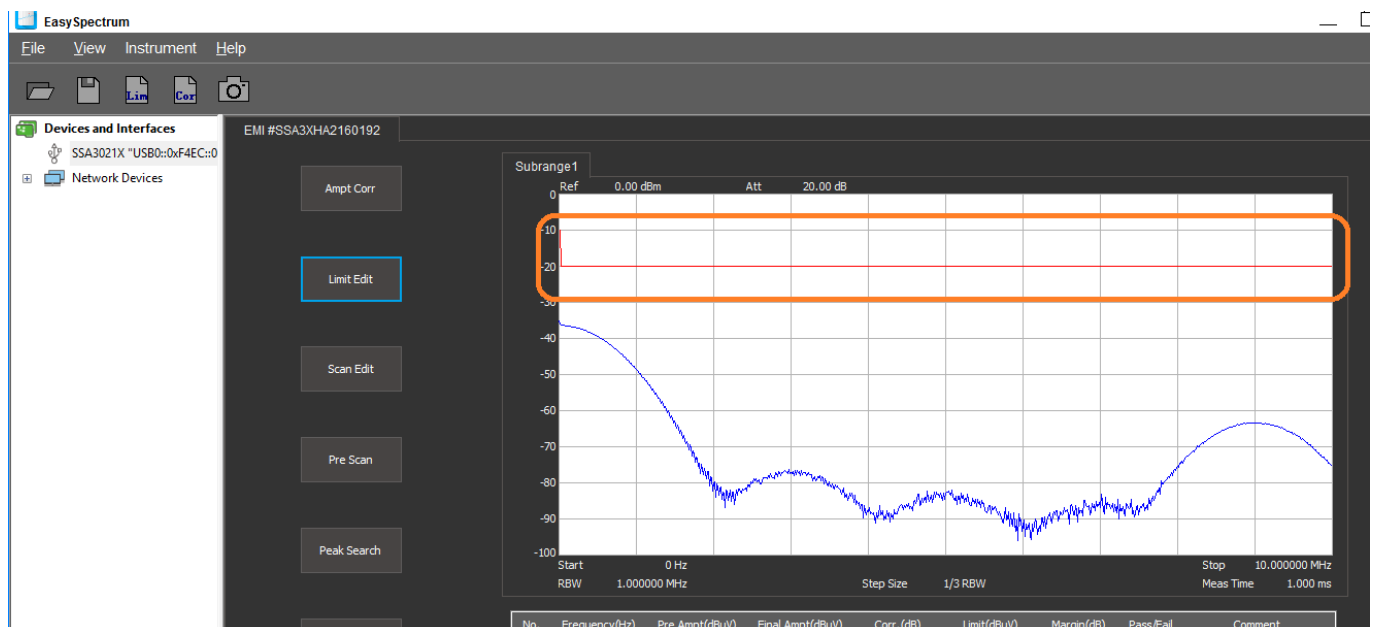 EasySpectrum
File View Instrument Help
Lim Cor
Devices and Interfaces
SSA3021X "USB0::0xF4EC::0
Network Devices
EMI #SSA3XHA2160192
Ampt Corr
Limit Edit
Scan Edit
Pre Scan
Peak Search
Subrange1
Ref 0.00 dBm Att 20.00 dB
0
-10
-20
-30
-40
-50
-60
-70
-80
-90
-100
Start 0 Hz Stop 10.000000 MHz
RBW 1.000000 MHz Step Size 1/3 RBW Meas Time 1.000 ms
No. Frequency(Hz) Pre Ampt(dBuV) Final Ampt(dBuV) Corr. (dB) Limit(dBuV) Margin(dB) Pass/Fail Comment